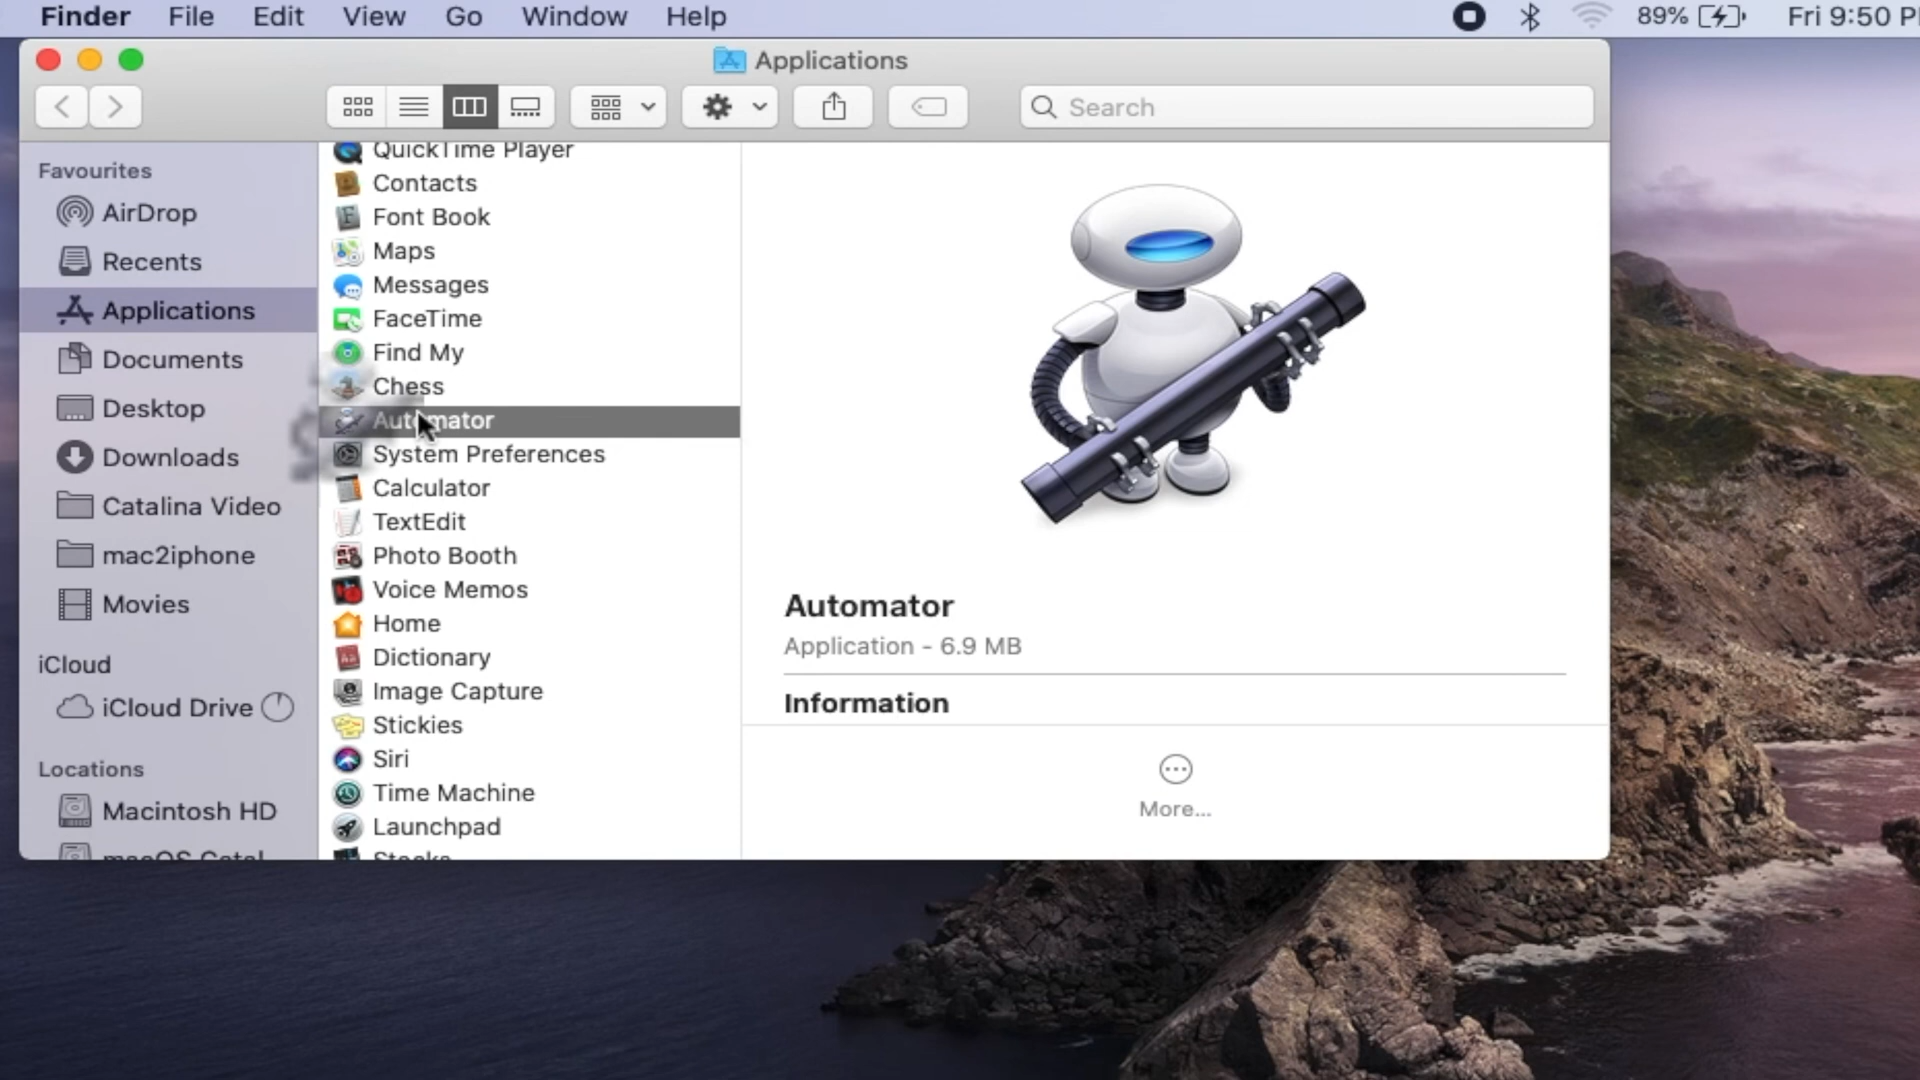 Finder File Edit View Go Window Help 89% Fri 9:50
Applications
Search
Favourites
AirDrop
Recents
Applications
Documents
Desktop
Downloads
Catalina Video
mac2iphone
Movies
iCloud
iCloud Drive
Locations
Macintosh HD
QuickTime Player
Contacts
Font Book
Maps
Messages
FaceTime
Find My
Chess
Automator
System Preferences
Calculator
TextEdit
Photo Booth
Voice Memos
Home
Dictionary
Image Capture
Stickies
Siri
Time Machine
Launchpad
Automator
Application - 6.9 MB
Information
More...